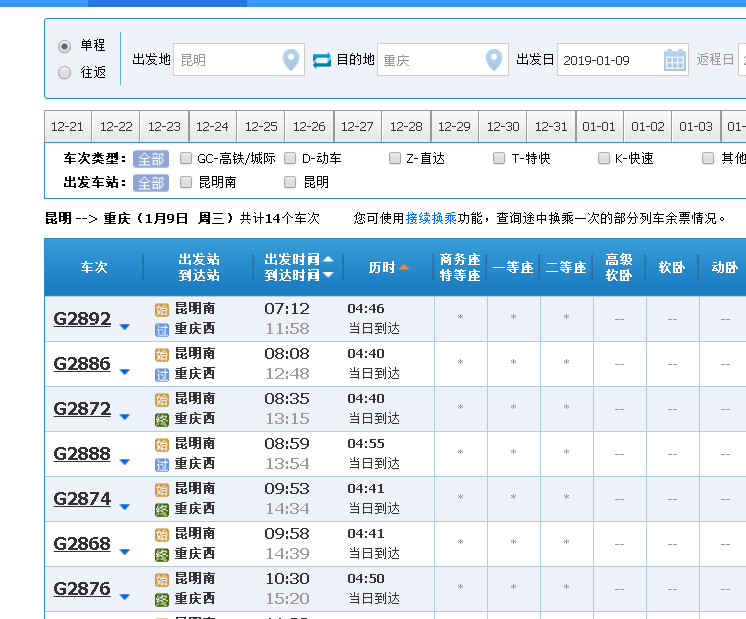 单程
往返
出发地 昆明 目的地 重庆 出发日 2019-01-09 返程日
12-21 12-22 12-23 12-24 12-25 12-26 12-27 12-28 12-29 12-30 12-31 01-01 01-02 01-03 01-
车次类型： 全部 GC-高铁/城际 D-动车 Z-直达 T-特快 K-快速 其他
出发车站： 全部 昆明南 昆明
昆明 --> 重庆（1月9日 周三）共计14个车次 您可使用接续换乘功能，查询途中换乘一次的部分列车余票情况。
车次 出发站 到达站 出发时间 到达时间 历时 商务座 特等座 一等座 二等座 高级 软卧 软卧 动卧
G2892 始 昆明南 07:12 04:46 * * * -- -- --
过 重庆西 11:58 当日到达
G2886 始 昆明南 08:08 04:40 * * * -- -- --
过 重庆西 12:48 当日到达
G2872 始 昆明南 08:35 04:40 * * * -- -- --
终 重庆西 13:15 当日到达
G2888 始 昆明南 08:59 04:55 * * * -- -- --
过 重庆西 13:54 当日到达
G2874 始 昆明南 09:53 04:41 * * * -- -- --
终 重庆西 14:34 当日到达
G2868 始 昆明南 09:58 04:41 * * * -- -- --
终 重庆西 14:39 当日到达
G2876 始 昆明南 10:30 04:50 * * * -- -- --
终 重庆西 15:20 当日到达